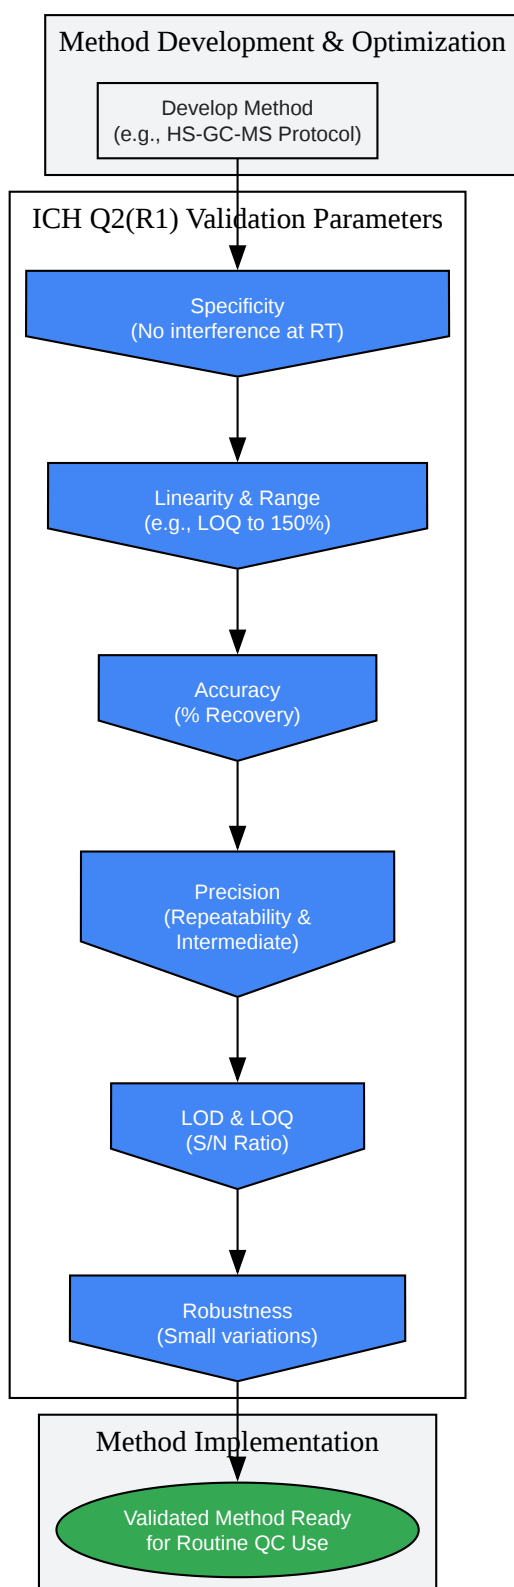 Method Development & Optimization
Develop Method
(e.g., HS-GC-MS Protocol)
ICH Q2(R1) Validation Parameters
Specificity
(No interference at RT)
Linearity & Range
(e.g., LOQ to 150%)
Accuracy
(% Recovery)
Precision
(Repeatability &
Intermediate)
LOD & LOQ
(S/N Ratio)
Robustness
(Small variations)
Method Implementation
Validated Method Ready
for Routine QC Use